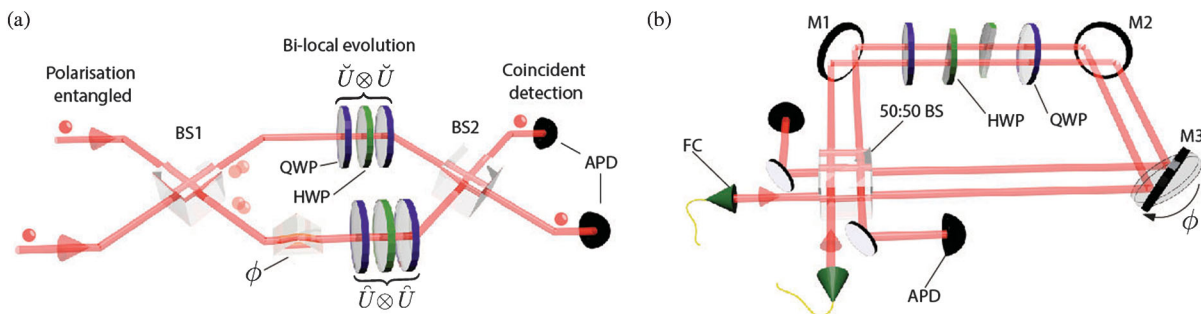 (a)
Bi-local evolution
Ŭ⊗Ŭ
Polarisation
entangled
Coincident
detection
BS1
BS2
QWP
HWP
APD
ϕ
Û⊗Û
(b)
M1
M2
HWP
QWP
50:50 BS
FC
M3
ϕ
APD